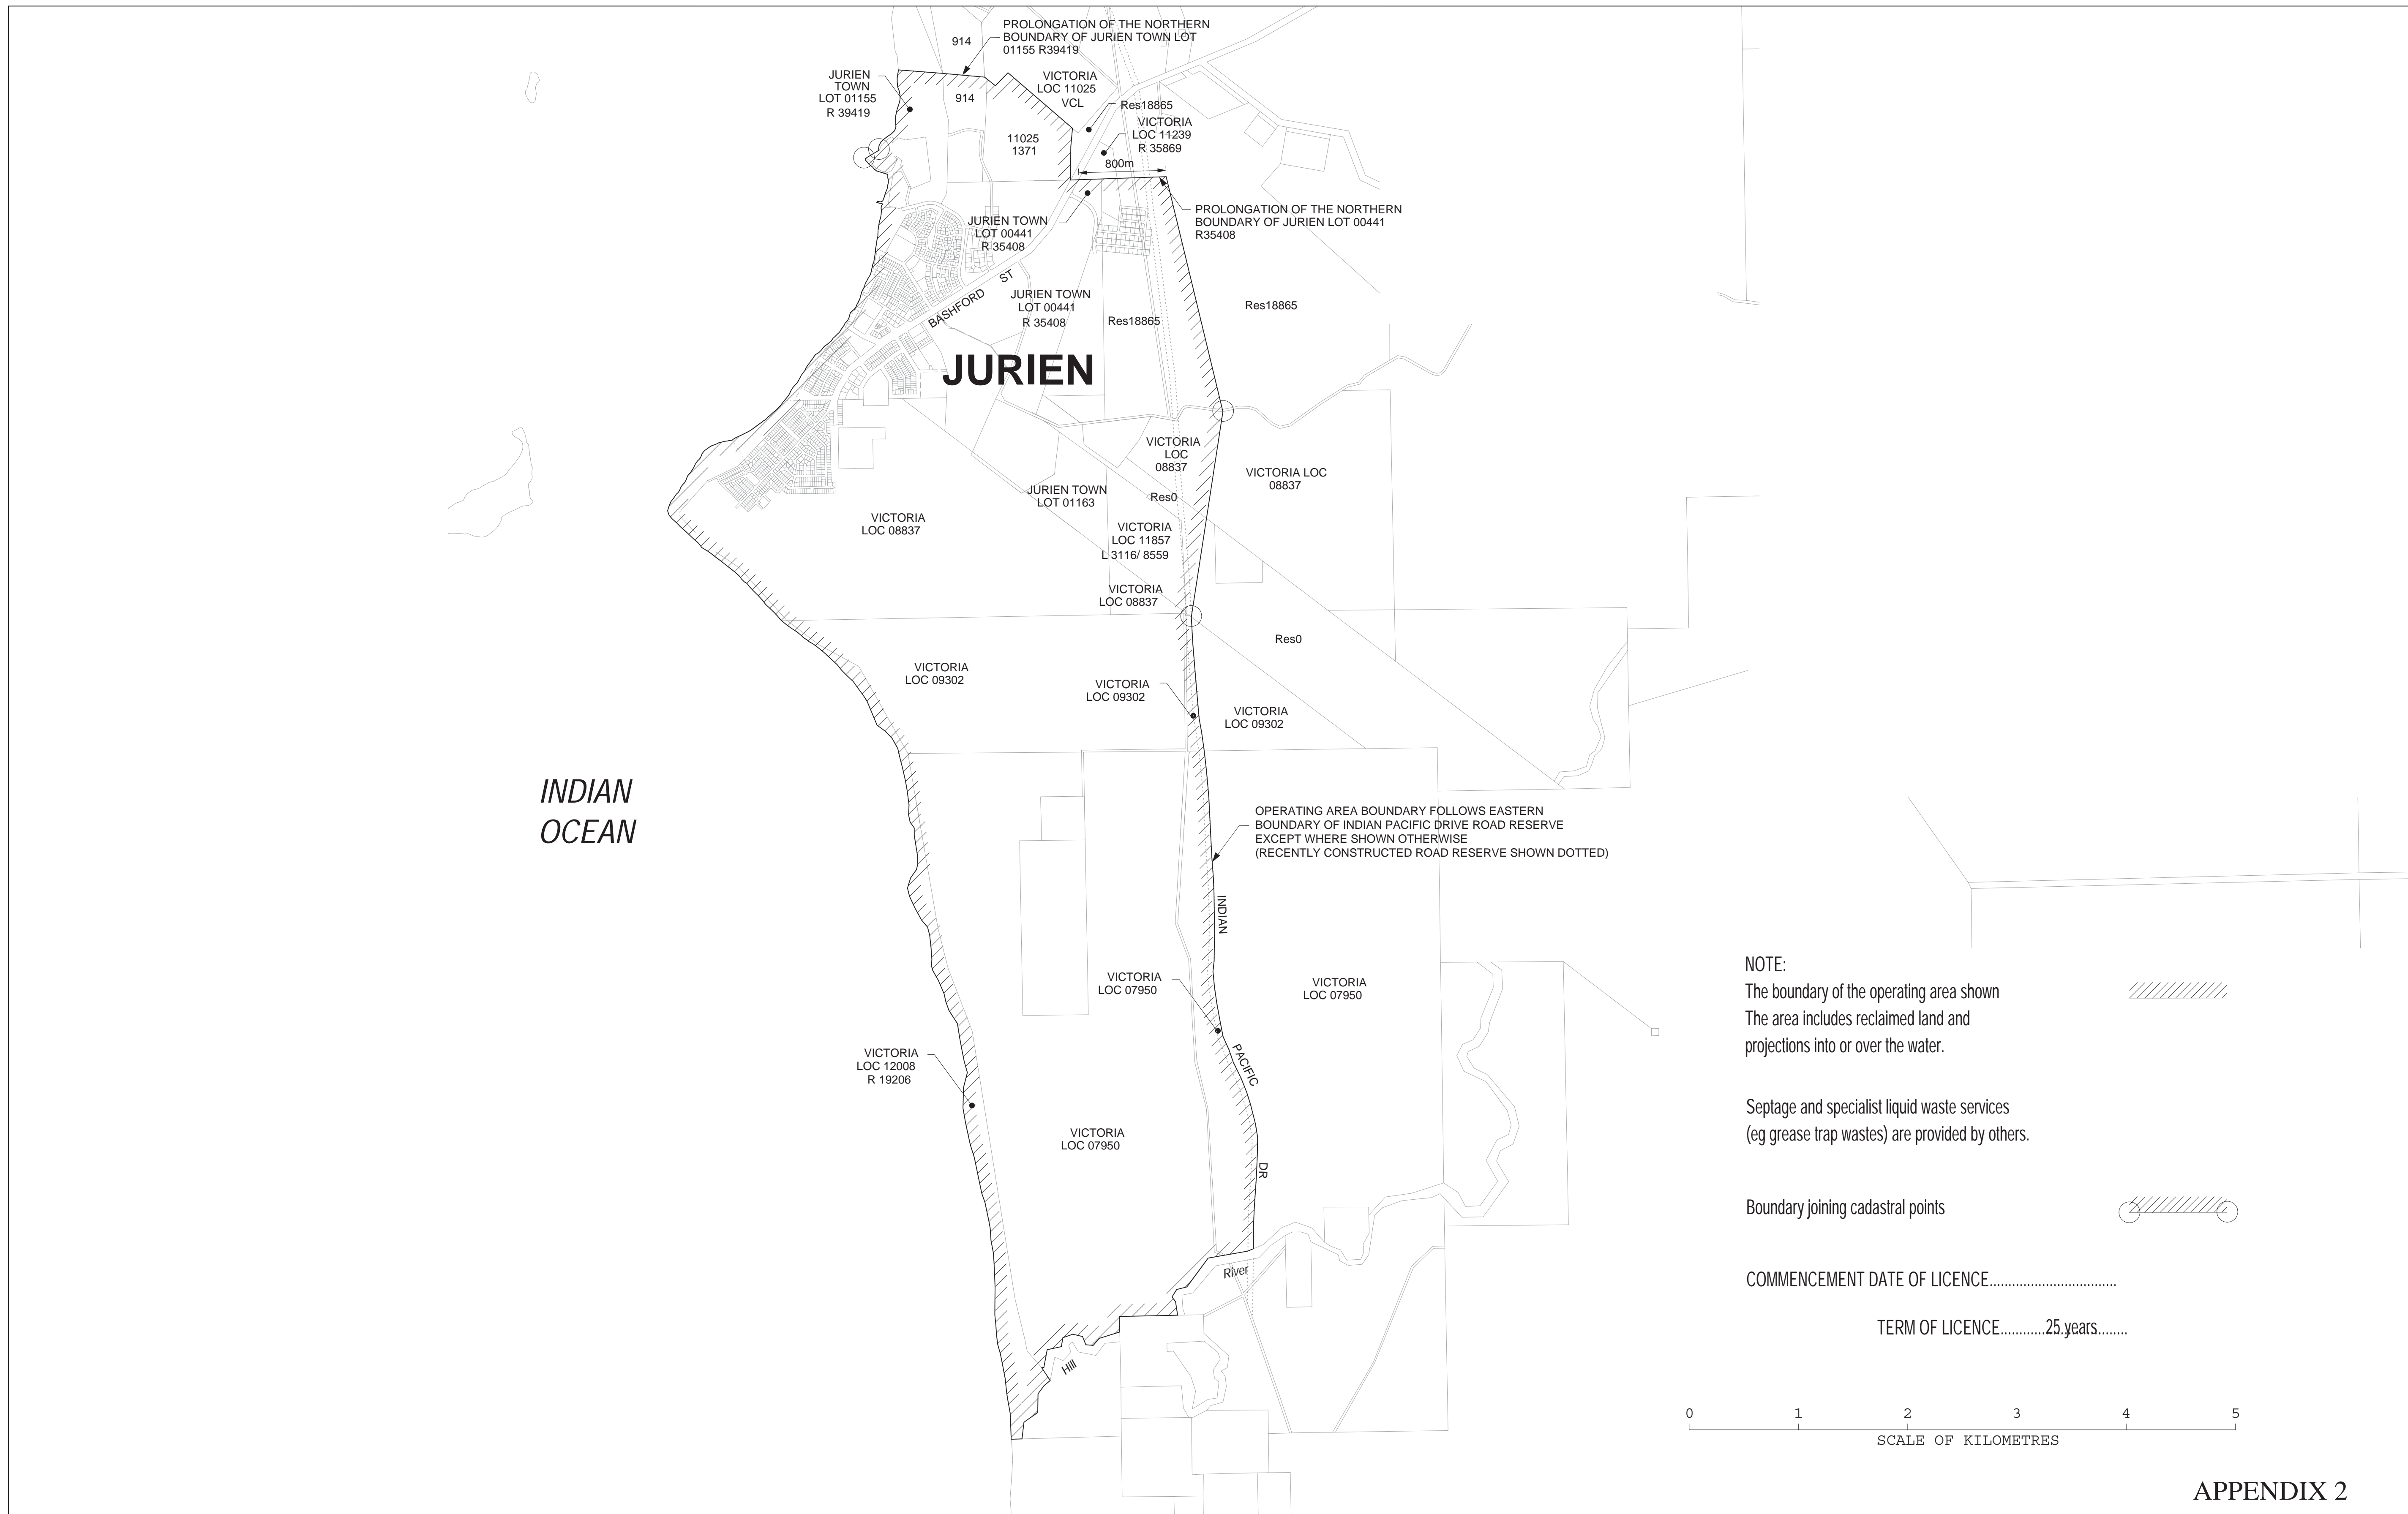 PROLONGATION OF THE NORTHERN
BOUNDARY OF JURIEN TOWN LOT
01155 R39419
914
JURIEN
TOWN
LOT 01155
R 39419
914
VICTORIA
LOC 11025
VCL
Res18865
VICTORIA
LOC 11239
R 35869
11025
1371
800m
PROLONGATION OF THE NORTHERN
BOUNDARY OF JURIEN LOT 00441
R35408
JURIEN TOWN
LOT 00441
R 35408
BASHFORD ST
JURIEN TOWN
LOT 00441
R 35408
Res18865
Res18865
JURIEN
VICTORIA
LOC
08837
VICTORIA LOC
08837
JURIEN TOWN
LOT 01163
Res0
VICTORIA
LOC 08837
VICTORIA
LOC 11857
L 3116/ 8559
VICTORIA
LOC 08837
Res0
VICTORIA
LOC 09302
VICTORIA
LOC 09302
VICTORIA
LOC 09302
INDIAN
OCEAN
OPERATING AREA BOUNDARY FOLLOWS EASTERN
BOUNDARY OF INDIAN PACIFIC DRIVE ROAD RESERVE
EXCEPT WHERE SHOWN OTHERWISE
(RECENTLY CONSTRUCTED ROAD RESERVE SHOWN DOTTED)
INDIAN
VICTORIA
LOC 07950
VICTORIA
LOC 07950
PACIFIC
VICTORIA
LOC 12008
R 19206
VICTORIA
LOC 07950
DR
River
Hill
NOTE:
The boundary of the operating area shown
The area includes reclaimed land and
projections into or over the water.
Septage and specialist liquid waste services
(eg grease trap wastes) are provided by others.
Boundary joining cadastral points
COMMENCEMENT DATE OF LICENCE..................................
TERM OF LICENCE............25 years........
0 1 2 3 4 5
SCALE OF KILOMETRES
APPENDIX 2